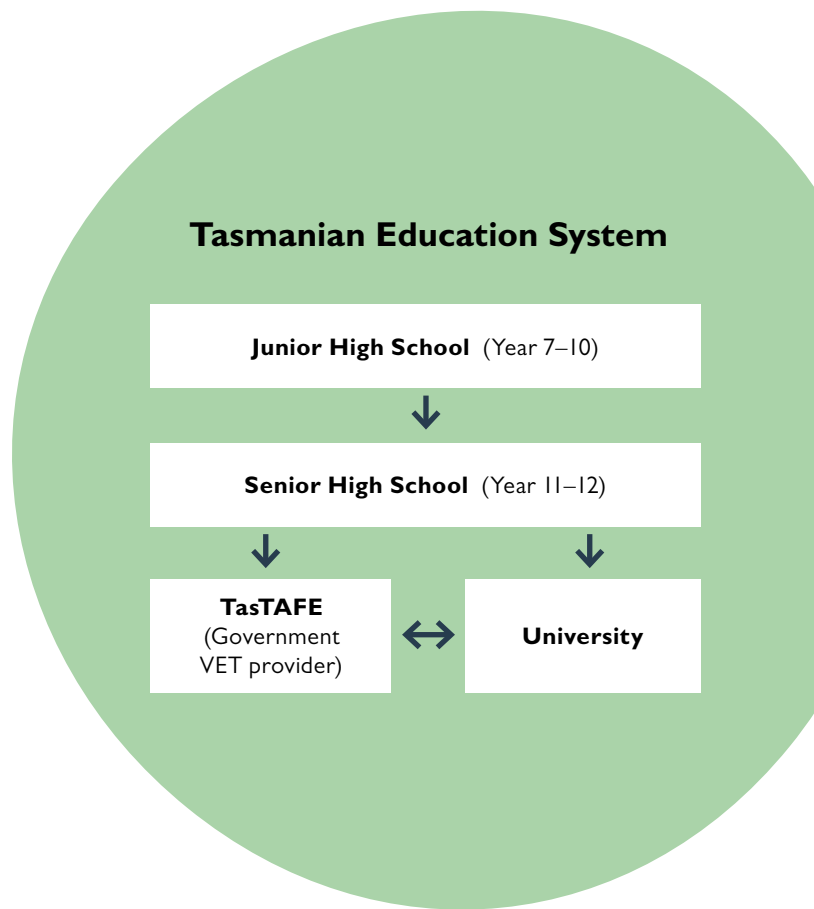 Tasmanian Education System
Junior High School (Year 7–10)
Senior High School (Year 11–12)
TasTAFE
(Government
VET provider)
University